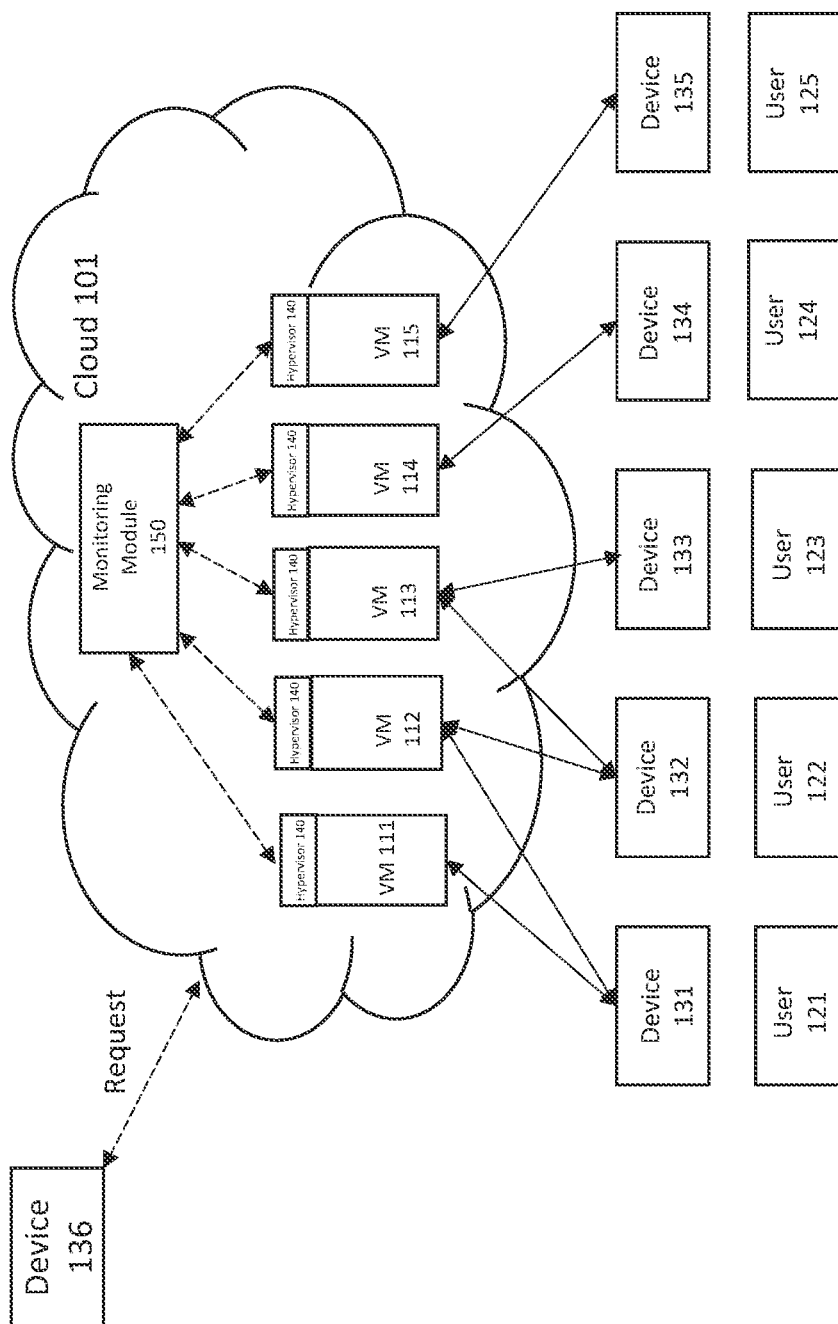 Device
136
Request
Cloud 101
Monitoring
Module
150
Hypervisor 140
VM 111
Hypervisor 140
VM
112
Hypervisor 140
VM
113
Hypervisor 140
VM
114
Hypervisor 140
VM
115
Device
131
Device
132
Device
133
Device
134
Device
135
User
121
User
122
User
123
User
124
User
125